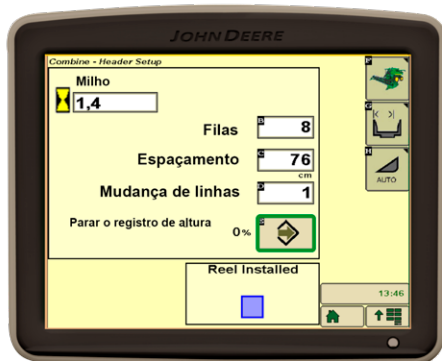 JOHN DEERE
Combine - Header Setup
Milho
1,4
Filas B 8
Espaçamento C 76
cm
Mudança de linhas D 1
Parar o registro de altura 0% E
Reel Installed
F
G
H
AUTO
13:46